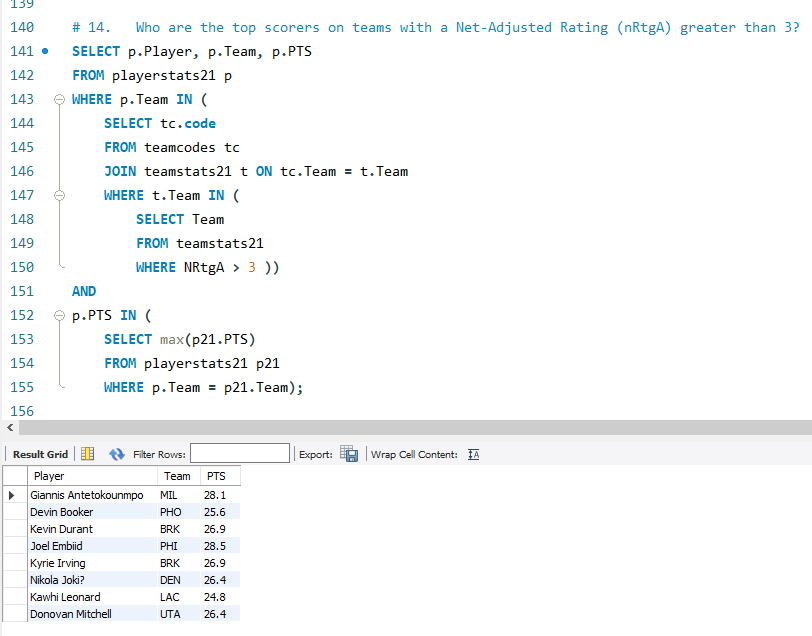 139
140 # 14. Who are the top scorers on teams with a Net-Adjusted Rating (nRtgA) greater than 3?
141 SELECT p.Player, p.Team, p.PTS
142 FROM playerstats21 p
143 WHERE p.Team IN (
144 SELECT tc.code
145 FROM teamcodes tc
146 JOIN teamstats21 t ON tc.Team = t.Team
147 WHERE t.Team IN (
148 SELECT Team
149 FROM teamstats21
150 WHERE NRtgA > 3 ))
151 AND
152 p.PTS IN (
153 SELECT max(p21.PTS)
154 FROM playerstats21 p21
155 WHERE p.Team = p21.Team);
156
Result Grid Filter Rows: Export: Wrap Cell Content: IA
Player Team PTS
Giannis Antetokounmpo MIL 28.1
Devin Booker PHO 25.6
Kevin Durant BRK 26.9
Joel Embiid PHI 28.5
Kyrie Irving BRK 26.9
Nikola Joki? DEN 26.4
Kawhi Leonard LAC 24.8
Donovan Mitchell UTA 26.4